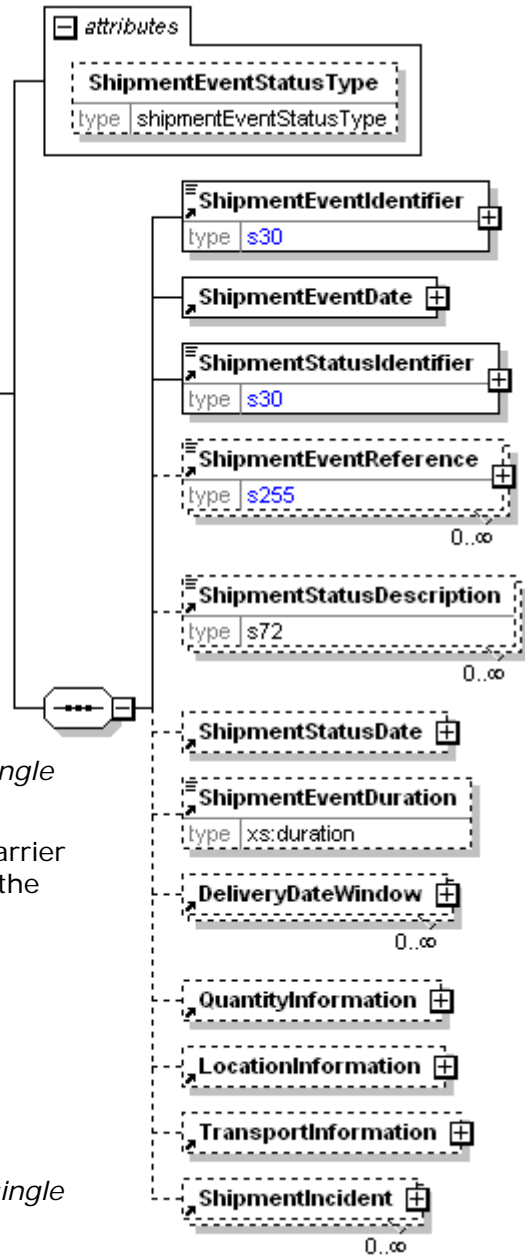 attributes
ShipmentEventStatusType
type shipmentEventStatusType
ShipmentEventIdentifier
type s30
ShipmentEventDate
ShipmentStatusIdentifier
type s30
ShipmentEventReference
type s255
0..∞
ShipmentStatusDescription
type s72
0..∞
ShipmentStatusDate
ngle
ShipmentEventDuration
type xs:duration
arrier
the
DeliveryDateWindow
0..∞
QuantityInformation
LocationInformation
TransportInformation
ingle
ShipmentIncident
0..∞